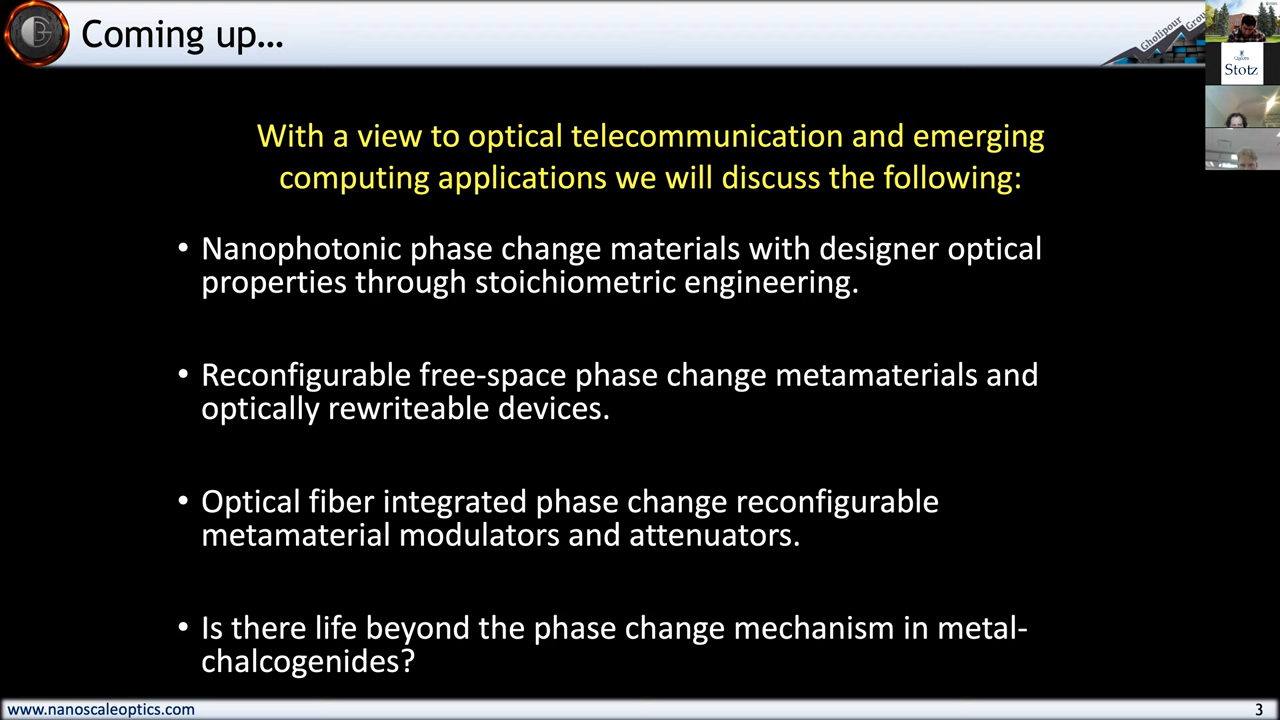 Coming up...
Gholipour Grou
Stotz
With a view to optical telecommunication and emerging
computing applications we will discuss the following:
• Nanophotonic phase change materials with designer optical
properties through stoichiometric engineering.
• Reconfigurable free-space phase change metamaterials and
optically rewriteable devices.
• Optical fiber integrated phase change reconfigurable
metamaterial modulators and attenuators.
• Is there life beyond the phase change mechanism in metal-
chalcogenides?
www.nanoscaleoptics.com
3